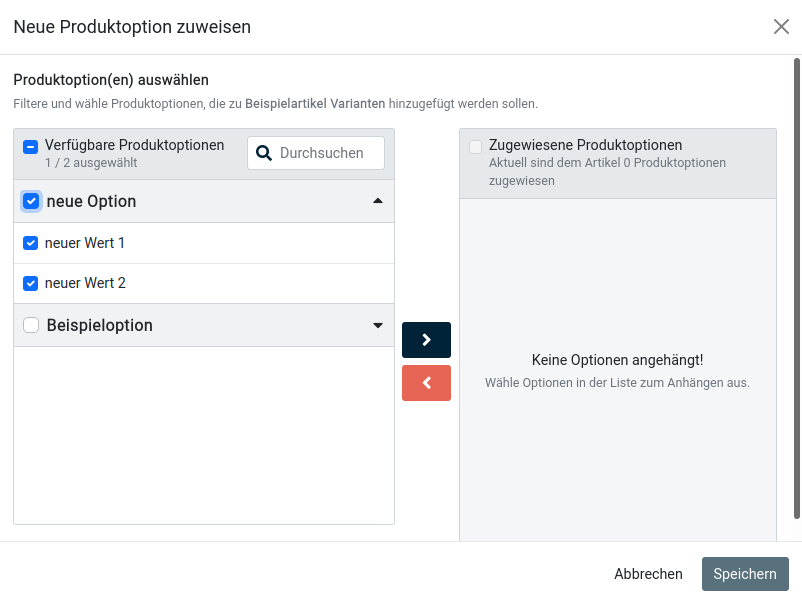 Neue Produktoption zuweisen
Produktoption(en) auswählen
Filtere und wähle Produktoptionen, die zu Beispielartikel Varianten hinzugefügt werden sollen.
Verfügbare Produktoptionen
1 / 2 ausgewählt
Durchsuchen
neue Option
neuer Wert 1
neuer Wert 2
Beispieloption
Zugewiesene Produktoptionen
Aktuell sind dem Artikel 0 Produktoptionen
zugewiesen
Keine Optionen angehängt!
Wähle Optionen in der Liste zum Anhängen aus.
Abbrechen
Speichern